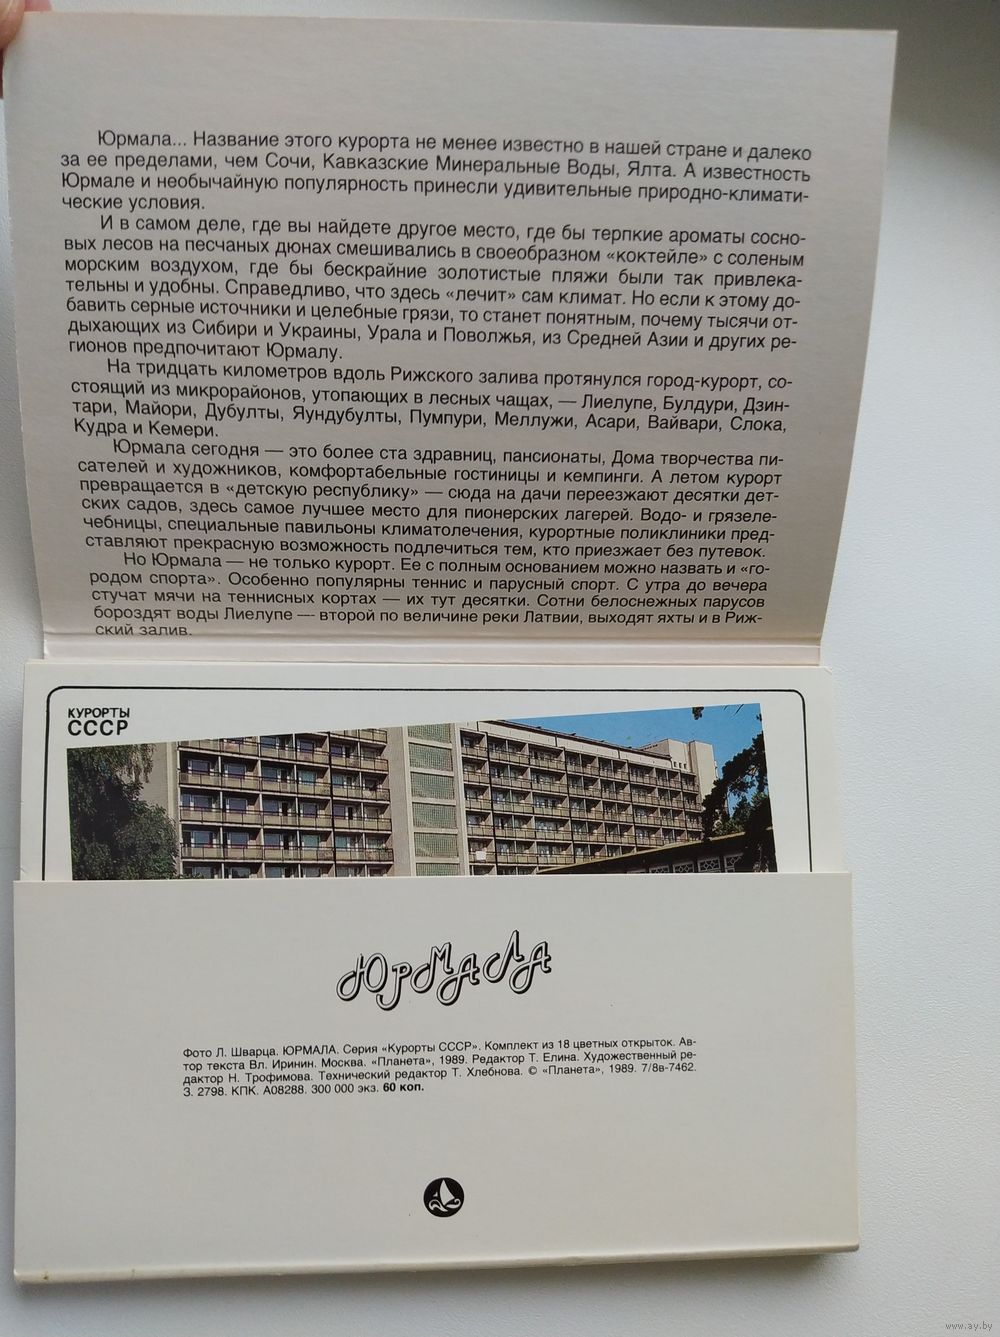 Юрмала... Название этого курорта не менее известно в нашей стране и далеко
за ее пределами, чем Сочи, Кавказские Минеральные Воды, Ялта. А известность
Юрмале и необычайную популярность принесли удивительные природно-климати-
ческие условия.
И в самом деле, где вы найдете другое место, где бы терпкие ароматы сосно-
вых лесов на песчаных дюнах смешивались в своеобразном «коктейле» с соленым
морским воздухом, где бы бескрайние золотистые пляжи были так привлека-
тельны и удобны. Справедливо, что здесь «лечит» сам климат. Но если к этому до-
бавить серные источники и целебные грязи, то станет понятным, почему тысячи от-
дыхающих из Сибири и Украины, Урала и Поволжья, из Средней Азии и других ре-
гионов предпочитают Юрмалу.
На тридцать километров вдоль Рижского залива протянулся город-курорт, со-
стоящий из микрорайонов, утопающих в лесных чащах, — Лиелупе, Булдури, Дзин-
тари, Майори, Дубулты, Яундубулты, Пумпури, Меллужи, Асари, Вайвари, Слока,
Кудра и Кемери.
Юрмала сегодня — это более ста здравниц, пансионаты, Дома творчества пи-
сателей и художников, комфортабельные гостиницы и кемпинги. А летом курорт
превращается в «детскую республику» — сюда на дачи переезжают десятки дет-
ских садов, здесь самое лучшее место для пионерских лагерей. Водо- и грязеле-
чебницы, специальные павильоны климатолечения, курортные поликлиники пред-
ставляют прекрасную возможность подлечиться тем, кто приезжает без путевок.
Но Юрмала — не только курорт. Ее с полным основанием можно назвать и «го-
родом спорта». Особенно популярны теннис и парусный спорт. С утра до вечера
стучат мячи на теннисных кортах — их тут десятки. Сотни белоснежных парусов
бороздят воды Лиелупе — второй по величине реки Латвии, выходят яхты и в Риж-
ский залив.
КУРОРТЫ
СССР
ЮРМАЛА
Фото Л. Шварца. ЮРМАЛА. Серия «Курорты СССР». Комплект из 18 цветных открыток. Ав-
тор текста Вл. Иринин. Москва. «Планета», 1989. Редактор Т. Елина. Художественный ре-
дактор Н. Трофимова. Технический редактор Т. Хлебнова. © «Планета», 1989. 7/8в-7462.
З. 2798. КПК. А08288. 300 000 экз. 60 коп.
www.ay.by